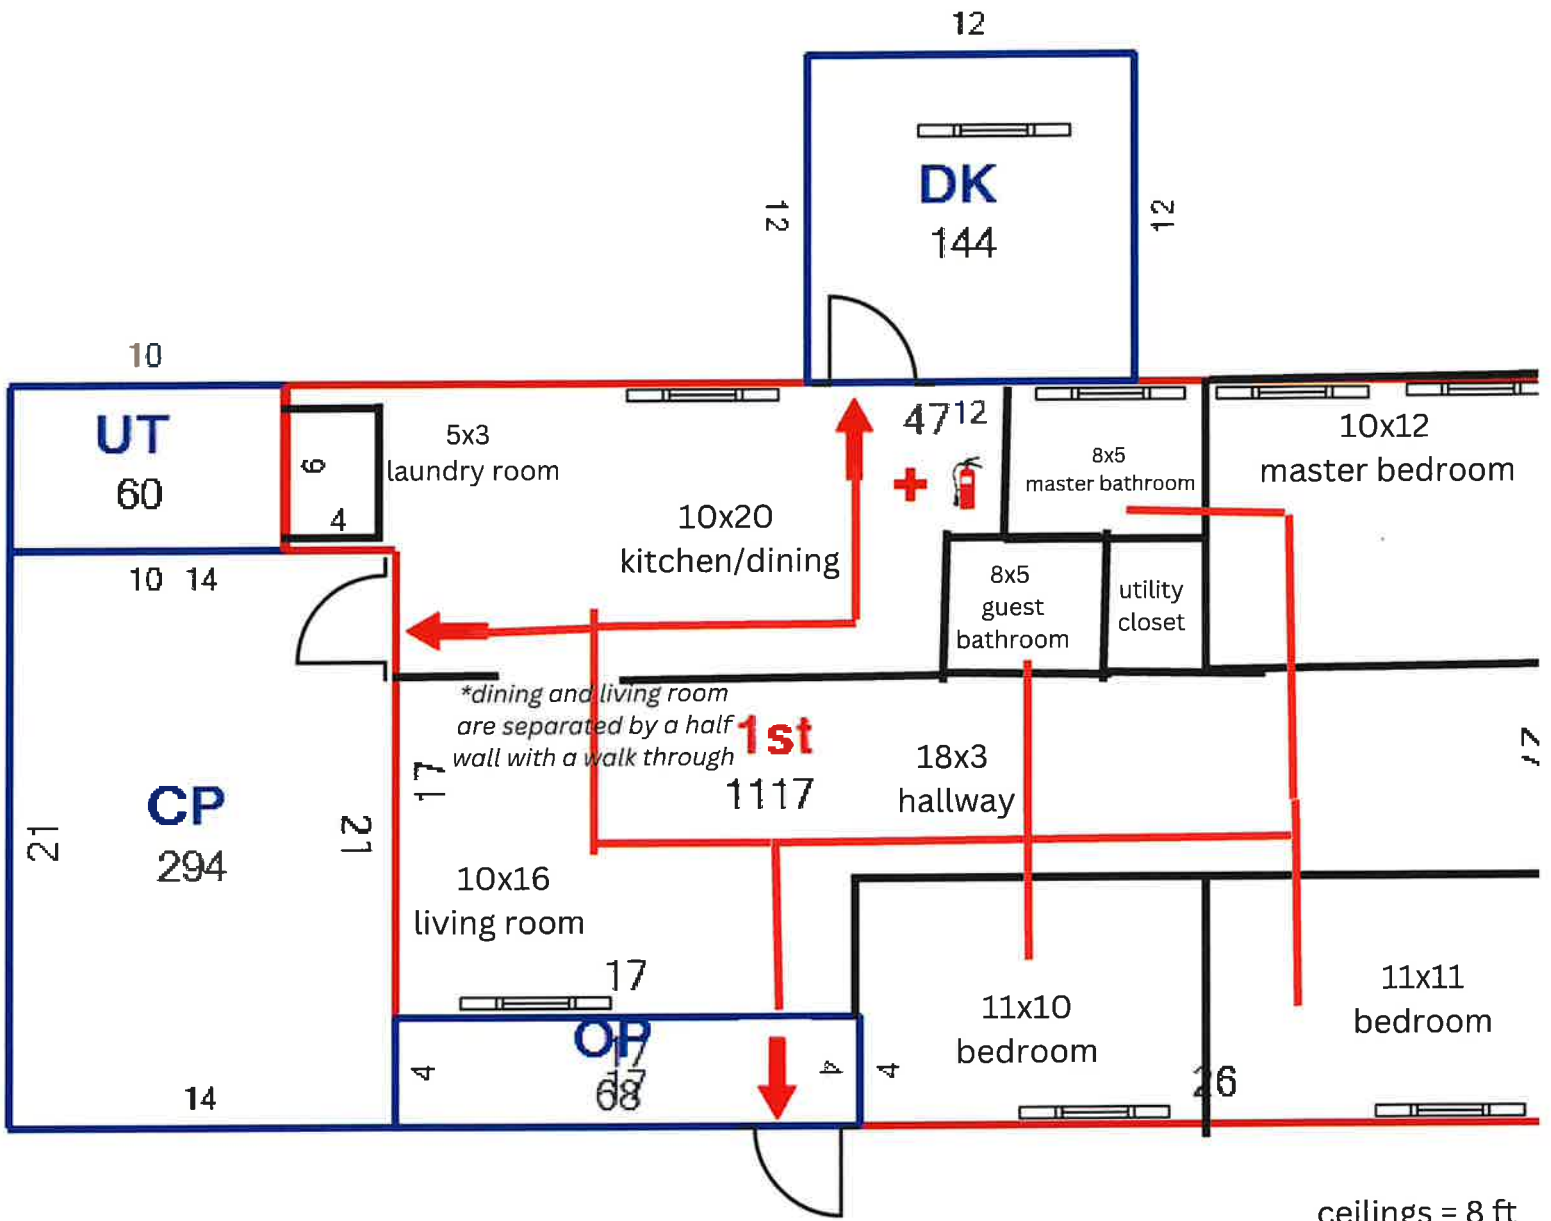 12
DK
144
12
12
10
UT
60
6
4
5x3
laundry room
4712
10x20
kitchen/dining
8x5
master bathroom
10x12
master bedroom
8x5
guest
bathroom
utility
closet
10 14
*dining and living room
are separated by a half
wall with a walk through
1st
1117
18x3
hallway
17
17
CP
294
21
21
10x16
living room
17
OP
17
17
68
4
4
4
11x10
bedroom
11x11
bedroom
26
14
ceilings = 8 ft